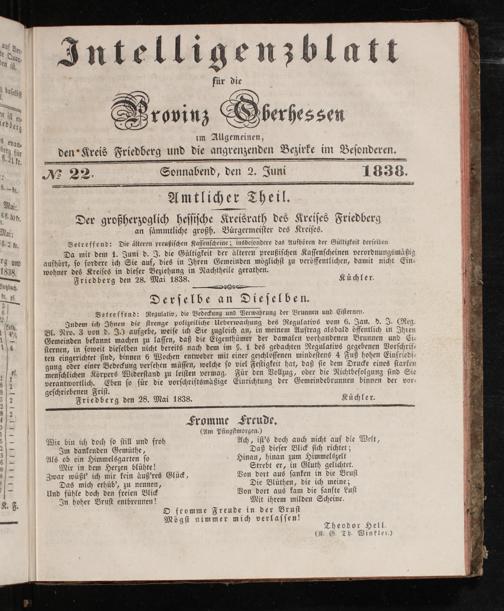 Intelligenzblatt
für die
Provinz Oberhessen
im Allgemeinen,
den Kreis Friedberg und die angrenzenden Bezirke im Besonderen.
№ 22. Sonnabend, den 2. Juni 1838.
Amtlicher Theil.
Der großherzoglich hessische Kreisrath des Kreises Friedberg
an sämmtliche großh. Bürgermeister des Kreises.
Betreffend: Die älteren preußischen Kassenscheine; insbesondere das Aufhören der Gültigkeit derselben
Da mit dem 1. Juni d. J. die Gültigkeit der älteren preußischen Kassenscheinen verordnungsmäßig
aufhört, so fordere ich Sie auf, dies in Ihren Gemeinden möglichst zu veröffentlichen, damit nicht Ein-
wohner des Kreises in dieser Beziehung in Nachtheile gerathen.
Friedberg den 28. Mai 1838. Küchler.
Derselbe an Dieselben.
Betreffend: Regulativ, die Bedeckung und Verwahrung der Brunnen und Cisternen.
Indem ich Ihnen die strenge polizeiliche Ueberwachung des Regulativs vom 6. Jan. d. J. (Reg.
Bl. Nro. 3 von d. J.) aufgebe, weise ich Sie zugleich an, in meinem Auftrag alsbald öffentlich in Ihren
Gemeinden bekannt machen zu lassen, daß die Eigenthümer der damalen vorhandenen Brunnen und Ci-
sternen, in soweit dieselben nicht bereits nach dem im §. 1 des gedachten Regulativs gegebenen Vorschrif-
ten eingerichtet sind, binnen 6 Wochen entweder mit einer geschlossenen mindestens 4 Fuß hohen Einfriedi-
gung oder einer Bedeckung versehen müssen, welche so viel Festigkeit hat, daß sie dem Drucke eines starken
menschlichen Körpers Widerstand zu leisten vermag. Für den Vollzug, oder die Nichtbefolgung sind Sie
verantwortlich. Eben so für die vorschriftsmäßige Einrichtung der Gemeindebrunnen binnen der vor-
geschriebenen Frist.
Friedberg den 28. Mai 1838. Küchler.
Fromme Freude.
(Am Pfingstmorgen.)
Wie bin ich doch so still und froh
Im dankenden Gemüthe,
Als ob ein Himmelsgarten so
Mir in dem Herzen blühte!
Zwar wüßt' ich mir kein äuß'res Glück,
Das mich erhüb', zu nennen,
Und fühle doch den freien Blick
In hoher Brust entbrennen!
Ach, ist's doch auch nicht auf die Welt,
Daß dieser Blick sich richtet;
Hinan, hinan zum Himmelszelt
Strebt er, in Gluth gelichtet.
Von dort aus sanken in die Brust
Die Blüthen, die ich meine;
Von dort aus kam die sanfte Lust
Mit ihrem milden Scheine.
O fromme Freude in der Brust
Mögst nimmer mich verlassen!
Theodor Hell.
(K. G. Th. Winkler.)